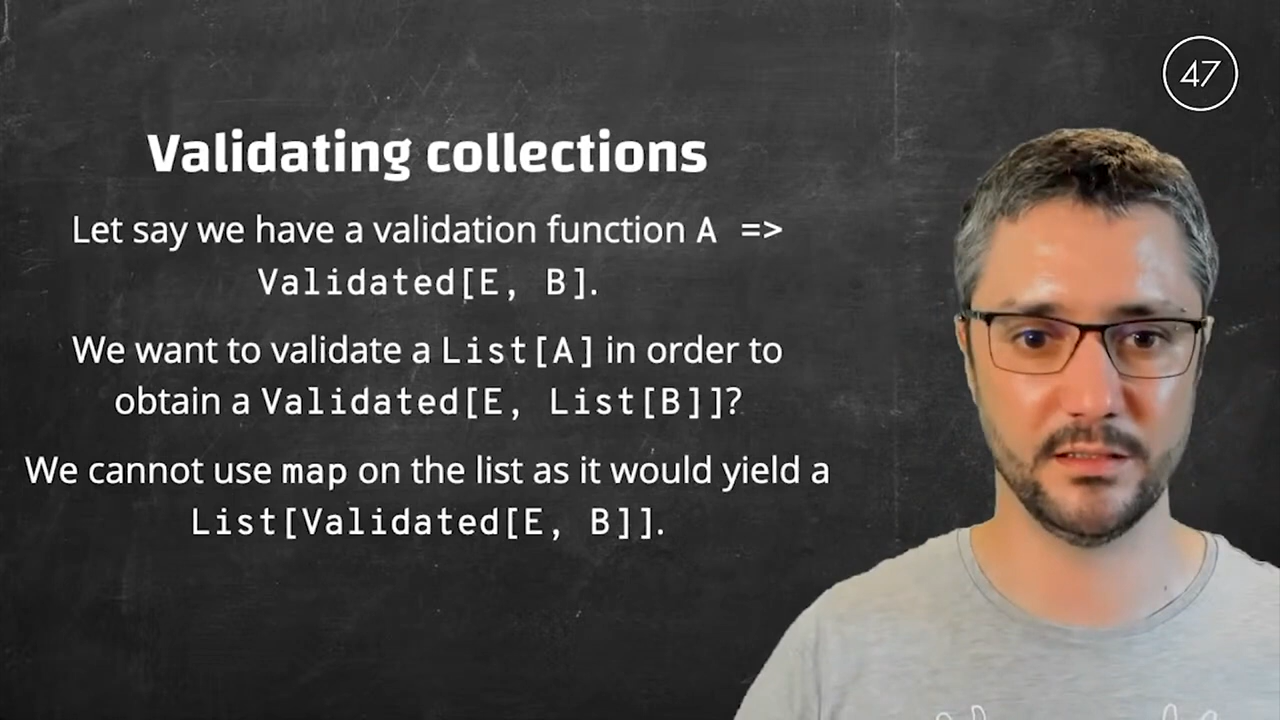 47
Validating collections
Let say we have a validation function A =>
Validated[E, B].
We want to validate a List[A] in order to
obtain a Validated[E, List[B]]?
We cannot use map on the list as it would yield a
List[Validated[E, B]].